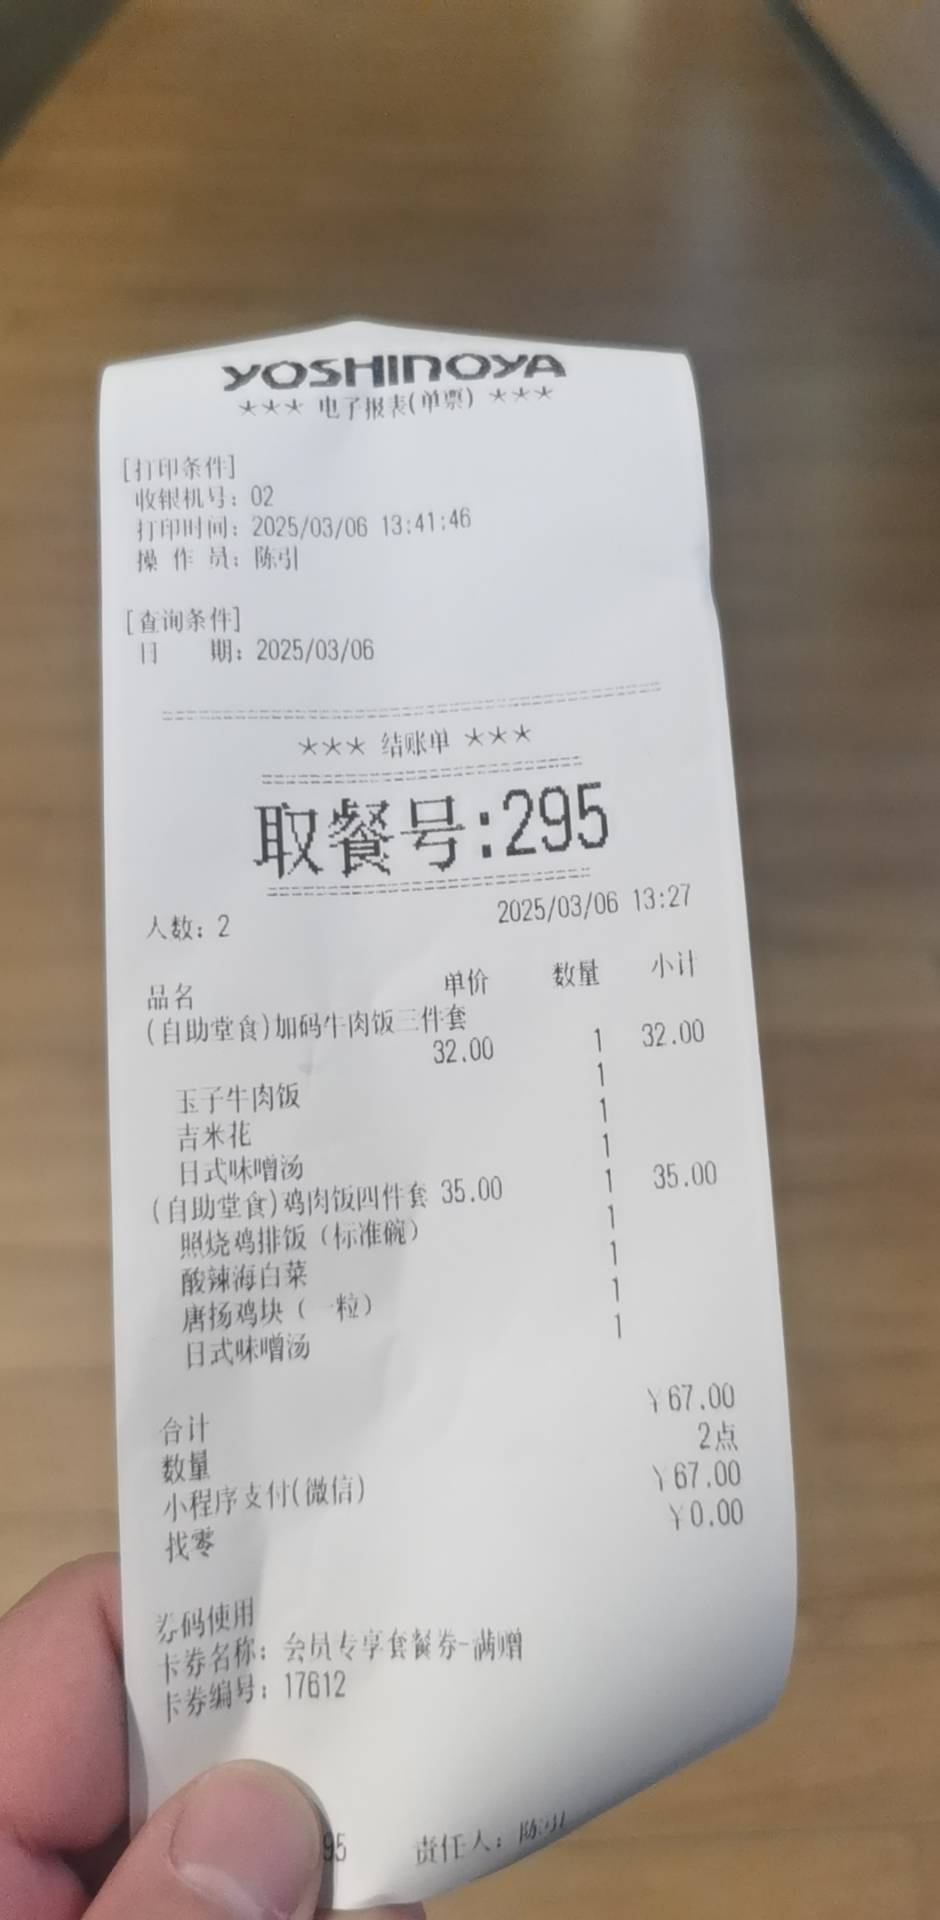 YOSHINOYA
*** 电子报表(单票) ***
[打印条件]
收银机号：02
打印时间：2025/03/06 13:41:46
操 作 员：陈引
[查询条件]
日 期：2025/03/06
*** 结账单 ***
取餐号:295
人数：2 2025/03/06 13:27
品名 单价 数量 小计
(自助堂食)加码牛肉饭三件套
32.00 1 32.00
玉子牛肉饭 1
吉米花 1
日式味噌汤 1
(自助堂食)鸡肉饭四件套 35.00 1 35.00
照烧鸡排饭（标准碗） 1
酸辣海白菜 1
唐扬鸡块（一粒） 1
日式味噌汤 1
合计 ￥67.00
数量 2点
小程序支付(微信) ￥67.00
找零 ￥0.00
券码使用
卡券名称：会员专享套餐券-满赠
卡券编号：17612
95 责任人：陈引